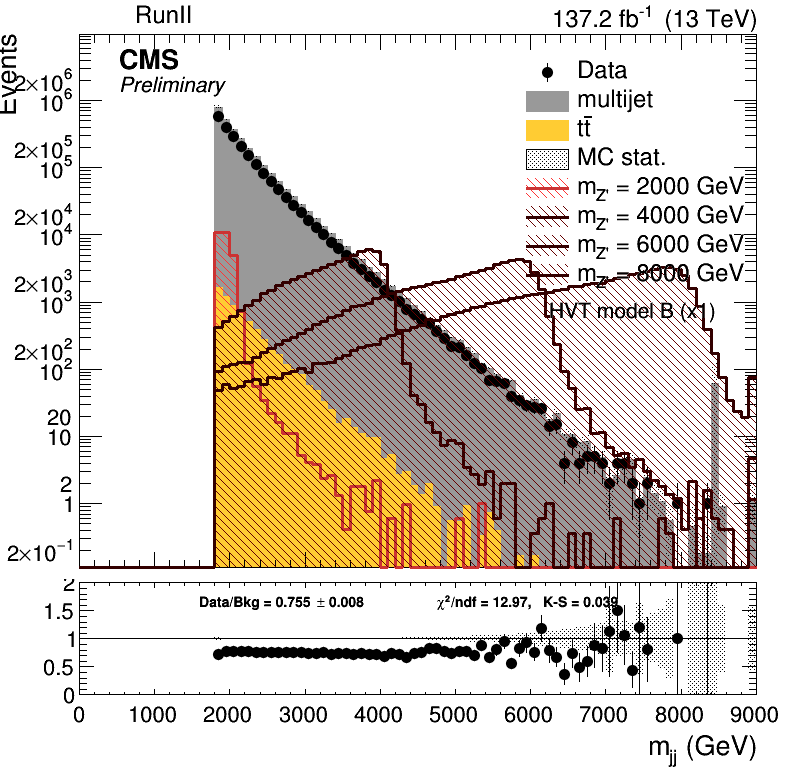 RunII
137.2 fb⁻¹ (13 TeV)
Events
CMS
Preliminary
Data
multijet
tt̅
MC stat.
m_Z' = 2000 GeV
m_Z' = 4000 GeV
m_Z' = 6000 GeV
m_Z' = 8000 GeV
HVT model B (x1)
2×10⁶
10⁶
2×10⁵
10⁵
2×10⁴
10⁴
2×10³
10³
2×10²
10²
20
10
2
1
2×10⁻¹
Data/Bkg = 0.755 ± 0.008
χ²/ndf = 12.97, K-S = 0.039
2
1.5
1
0.5
0
0 1000 2000 3000 4000 5000 6000 7000 8000 9000
m_jj (GeV)